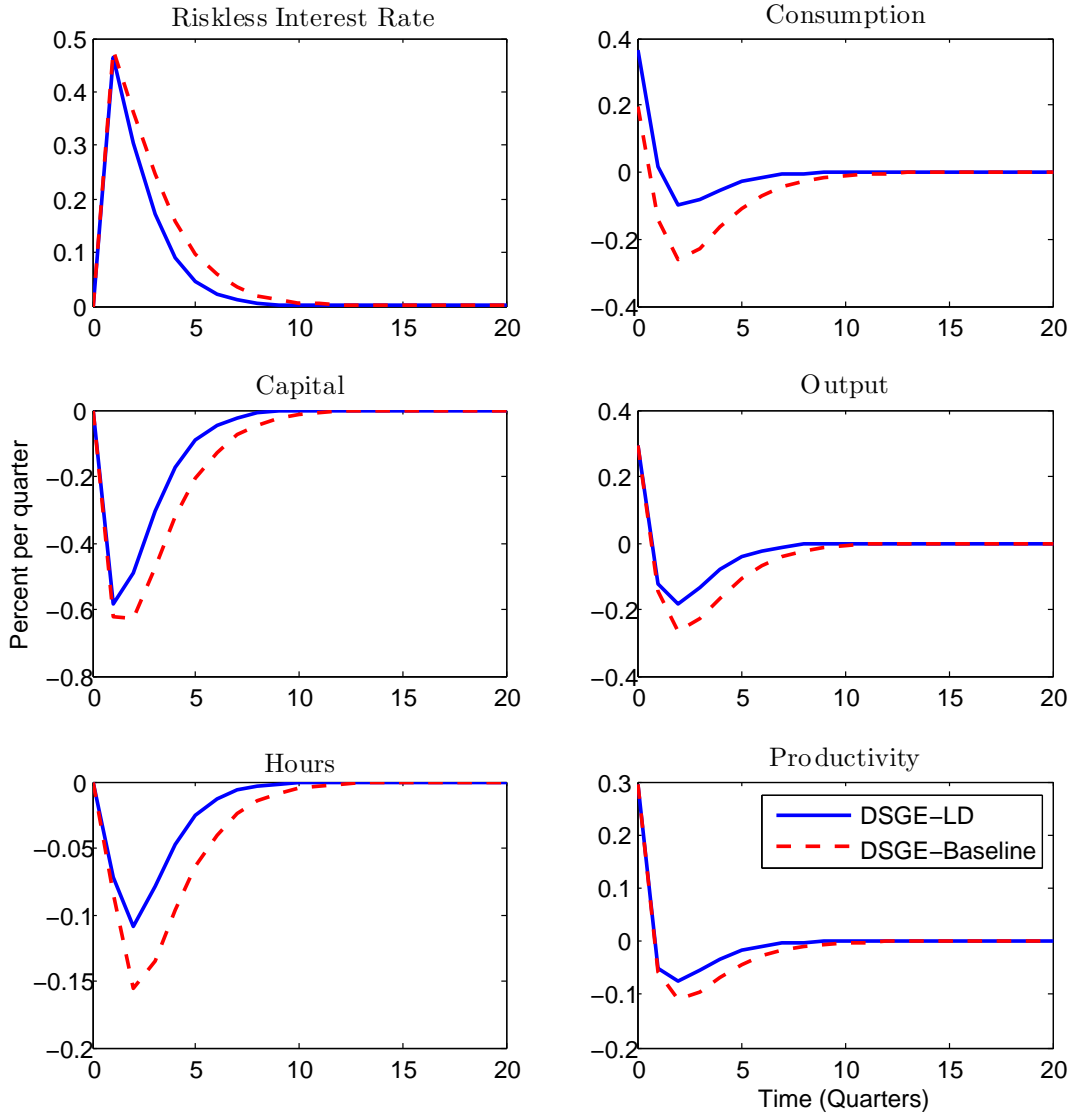 Riskless Interest Rate
0.5
0.4
0.3
0.2
0.1
0
0 5 10 15 20
Consumption
0.4
0.2
0
−0.2
−0.4
0 5 10 15 20
Capital
0
−0.2
−0.4
−0.6
−0.8
0 5 10 15 20
Percent per quarter
Output
0.4
0.2
0
−0.2
−0.4
0 5 10 15 20
Hours
0
−0.05
−0.1
−0.15
−0.2
0 5 10 15 20
Productivity
0.3
0.2
0.1
0
−0.1
−0.2
0 5 10 15 20
DSGE−LD
DSGE−Baseline
Time (Quarters)